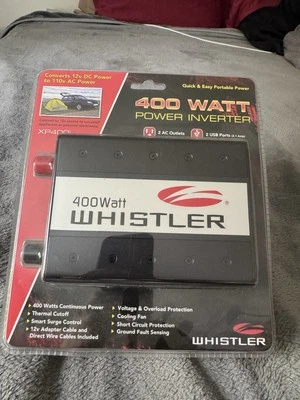 Converts 12v DC Power
to 110v AC Power
Quick & Easy Portable Power
400 WATT
POWER INVERTER
XP400i
2 AC Outlets
2 USB Ports
400Watt
WHISTLER
• 400 Watts Continuous Power
• Thermal Cutoff
• Smart Surge Control
• 12v Adapter Cable and
Direct Wire Cables Included
• Voltage & Overload Protection
• Cooling Fan
• Short Circuit Protection
• Ground Fault Sensing
WHISTLER